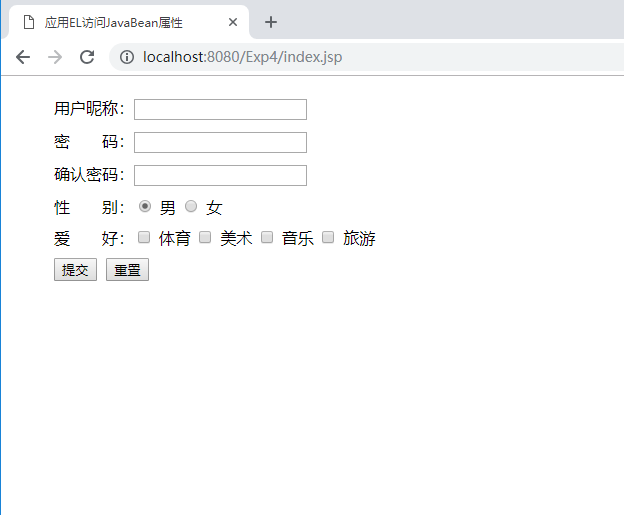 应用EL访问JavaBean属性
localhost:8080/Exp4/index.jsp
用户昵称：
密　　码：
确认密码：
性　　别： 男 女
爱　　好： 体育 美术 音乐 旅游
提交 重置